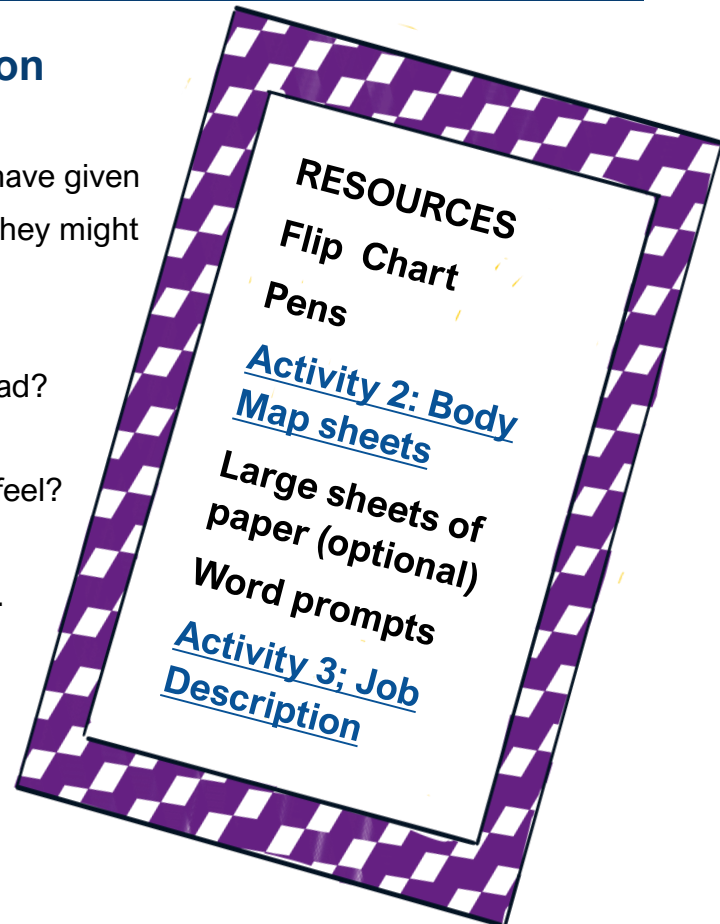 on
have given
hey might
ad?
feel?
.
RESOURCES
Flip Chart
Pens
Activity 2: Body
Map sheets
Large sheets of
paper (optional)
Word prompts
Activity 3; Job
Description